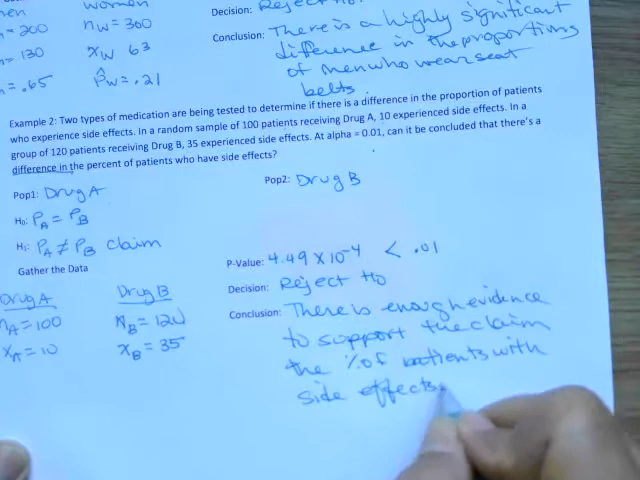 women
n = 200 n_W = 300
= 130 x_W 63
= .65 p̂_W = .21
Decision: Reject Ho
Conclusion: There is a highly significant
difference in the proportions
of men who wear seat
belts.
Example 2: Two types of medication are being tested to determine if there is a difference in the proportion of patients
who experience side effects. In a random sample of 100 patients receiving Drug A, 10 experienced side effects. In a
group of 120 patients receiving Drug B, 35 experienced side effects. At alpha = 0.01, can it be concluded that there's a
difference in the percent of patients who have side effects?
Pop1: Drug A Pop2: Drug B
H₀: P_A = P_B
H₁: P_A ≠ P_B claim
P-Value: 4.49 × 10⁻⁴ < .01
Gather the Data
Decision: Reject Ho
Drug A Drug B
Conclusion: There is enough evidence
n_A = 100 N_B = 120
to support the claim
x_A = 10 x_B = 35
the % of patients with
side effects